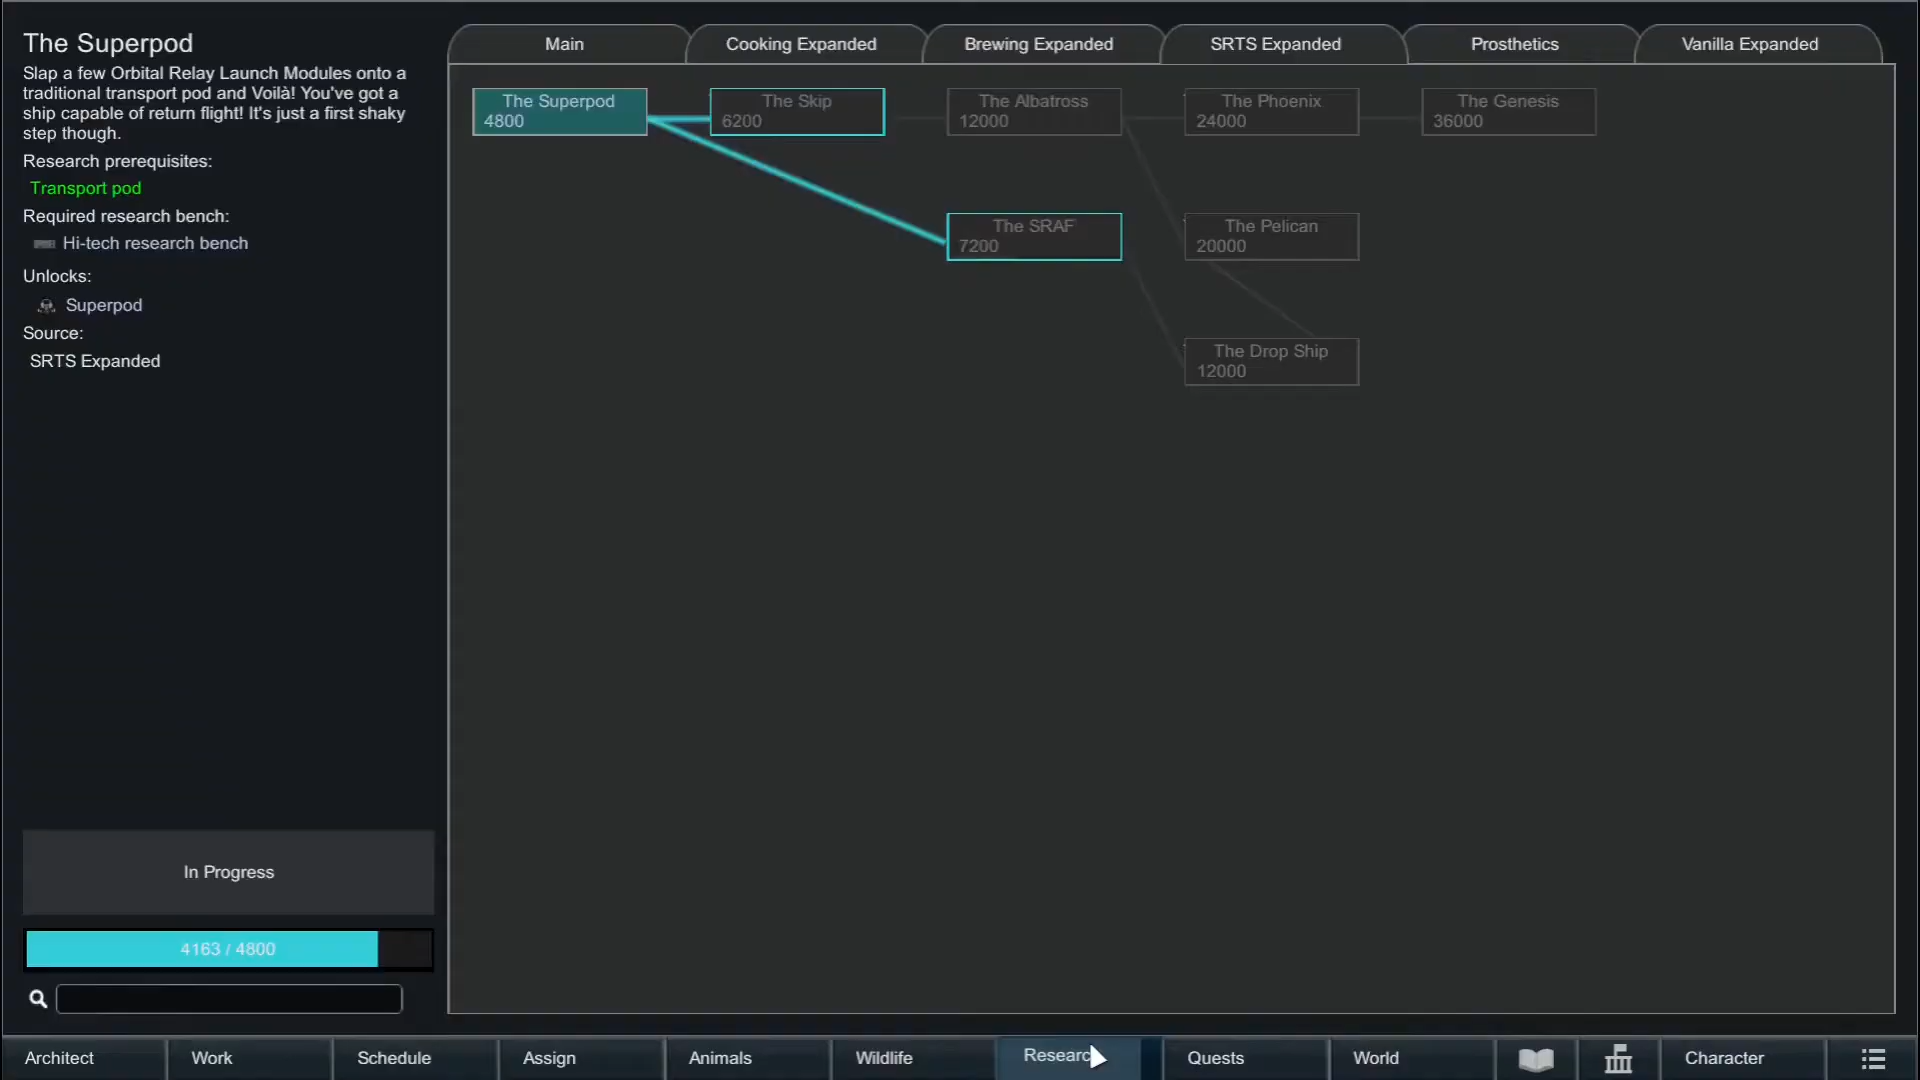 The Superpod
Slap a few Orbital Relay Launch Modules onto a
traditional transport pod and Voilà! You've got a
ship capable of return flight! It's just a first shaky
step though.
Research prerequisites:
Transport pod
Required research bench:
Hi-tech research bench
Unlocks:
Superpod
Source:
SRTS Expanded
In Progress
4163 / 4800
Main
Cooking Expanded
Brewing Expanded
SRTS Expanded
Prosthetics
Vanilla Expanded
The Superpod
4800
The Skip
6200
The Albatross
12000
The Phoenix
24000
The Genesis
36000
The SRAF
7200
The Pelican
20000
The Drop Ship
12000
Architect
Work
Schedule
Assign
Animals
Wildlife
Researc
Quests
World
Character